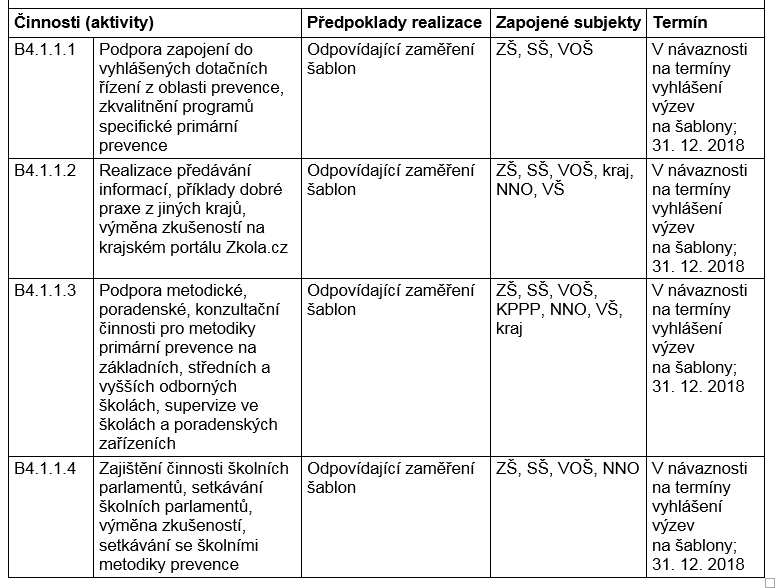 Činnosti (aktivity) Předpoklady realizace Zapojené subjekty Termín
B4.1.1.1 Podpora zapojení do Odpovídající zaměření ZŠ, SŠ, VOŠ V návaznosti
vyhlášených dotačních šablon na termíny
řízení z oblasti prevence, vyhlášení
zkvalitnění programů výzev
specifické primární na šablony;
prevence 31. 12. 2018
B4.1.1.2 Realizace předávání Odpovídající zaměření ZŠ, SŠ, VOŠ, kraj, V návaznosti
informací, příklady dobré šablon NNO, VŠ na termíny
praxe z jiných krajů, vyhlášení
výměna zkušeností na výzev
krajském portálu Zkola.cz na šablony;
31. 12. 2018
B4.1.1.3 Podpora metodické, Odpovídající zaměření ZŠ, SŠ, VOŠ, V návaznosti
poradenské, konzultační šablon KPPP, NNO, VŠ, na termíny
činnosti pro metodiky kraj vyhlášení
primární prevence na výzev
základních, středních a na šablony;
vyšších odborných 31. 12. 2018
školách, supervize ve
školách a poradenských
zařízeních
B4.1.1.4 Zajištění činnosti školních Odpovídající zaměření ZŠ, SŠ, VOŠ, NNO V návaznosti
parlamentů, setkávání šablon na termíny
školních parlamentů, vyhlášení
výměna zkušeností, výzev
setkávání se školními na šablony;
metodiky prevence 31. 12. 2018